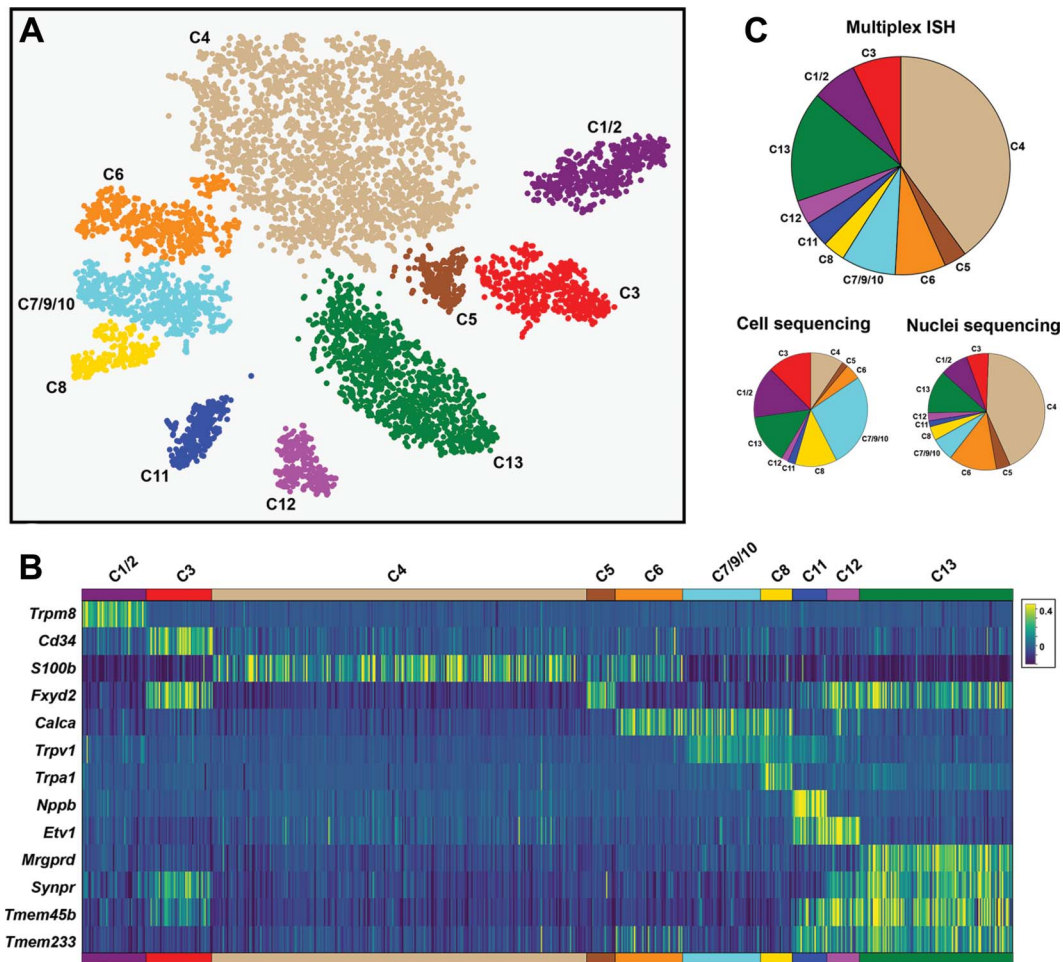 A
C4
C1/2
C6
C7/9/10
C5
C3
C8
C11
C12
C13
C
Multiplex ISH
C3
C1/2
C4
C13
C12
C11
C8
C7/9/10
C6
C5
Cell sequencing
C3
C4
C5
C6
C1/2
C7/9/10
C13
C12
C11
C8
Nuclei sequencing
C3
C1/2
C13
C4
C12
C11
C8
C7/9/10
C6
C5
B
C1/2 C3 C4 C5 C6 C7/9/10 C8 C11 C12 C13
Trpm8
Cd34
S100b
Fxyd2
Calca
Trpv1
Trpa1
Nppb
Etv1
Mrgprd
Synpr
Tmem45b
Tmem233
0.4
0